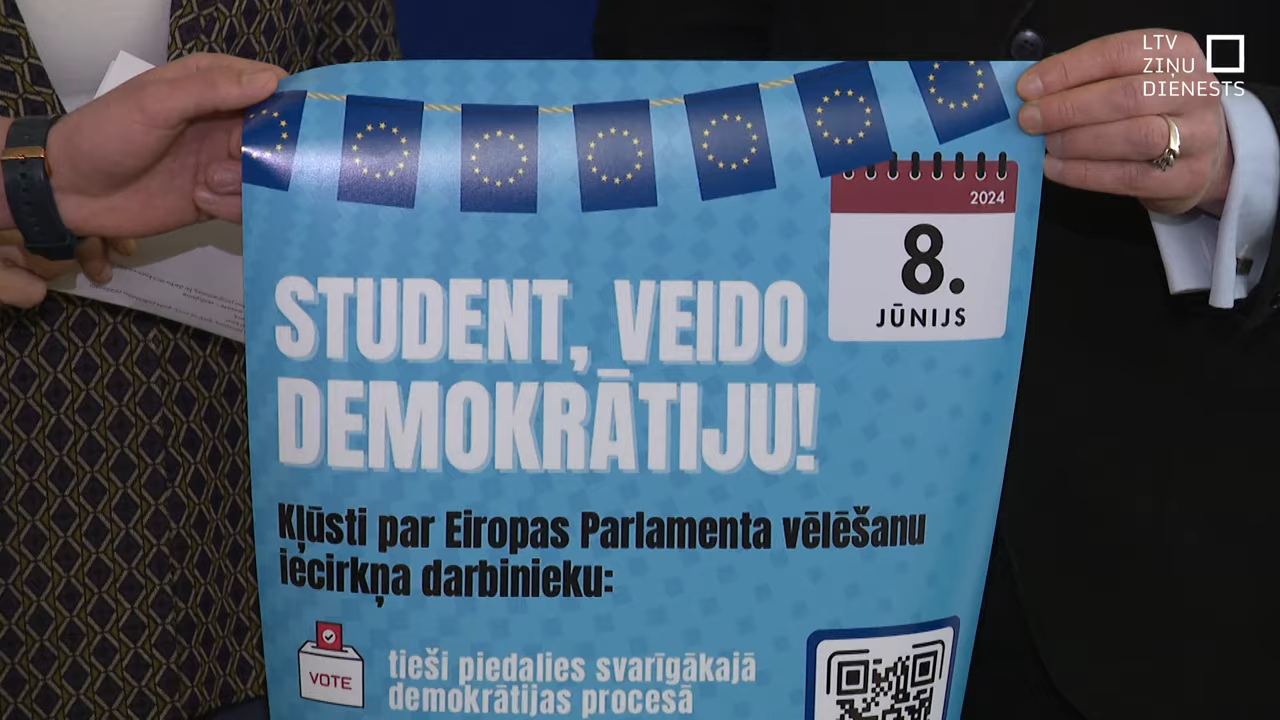 LTV
ZIŅU
DIENESTS
2024
8.
JŪNIJS
STUDENT, VEIDO
DEMOKRĀTIJU!
Kļūsti par Eiropas Parlamenta vēlēšanu
iecirkņa darbinieku:
VOTE
tieši piedalies svarīgākajā
demokrātijas procesā